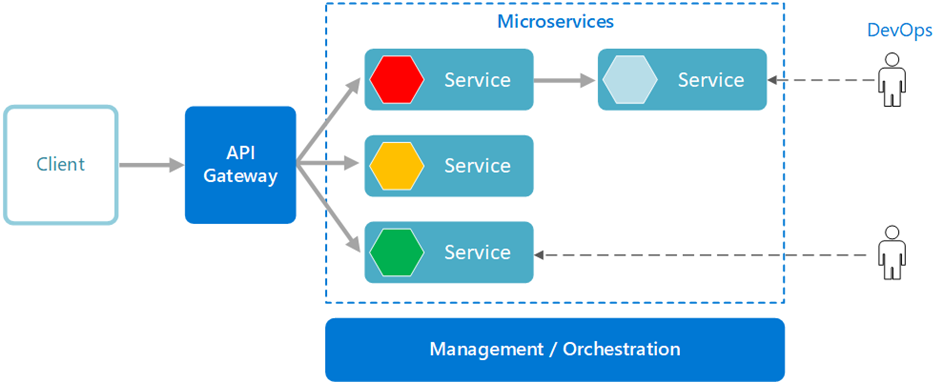 Microservices
DevOps
Service
Service
Client
API
Gateway
Service
Service
Management / Orchestration